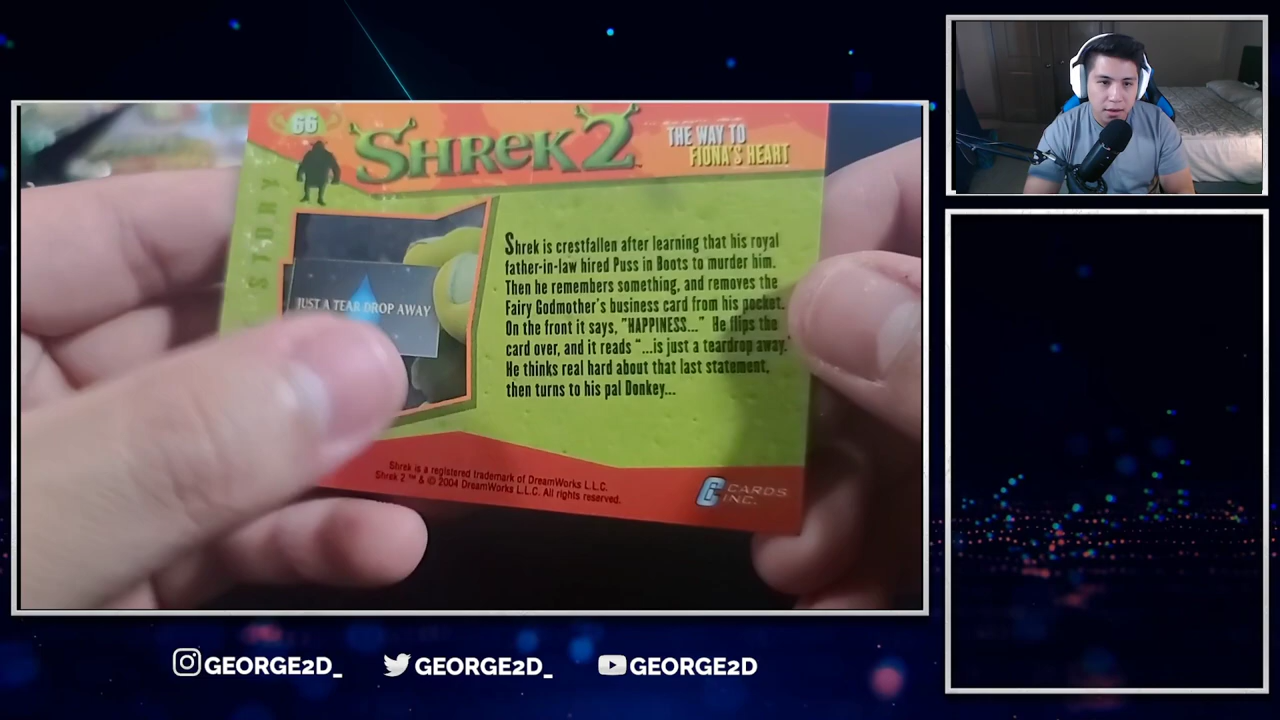 66
SHREK 2
THE WAY TO
FIONA'S HEART
JUST A TEAR DROP AWAY
Shrek is crestfallen after learning that his royal
father-in-law hired Puss in Boots to murder him.
Then he remembers something, and removes the
Fairy Godmother's business card from his pocket.
On the front it says, "HAPPINESS..." He flips the
card over, and it reads "...is just a teardrop away.
He thinks real hard about that last statement,
then turns to his pal Donkey...
Shrek is a registered trademark of DreamWorks L.L.C.
Shrek 2 ™ & © 2004 DreamWorks L.L.C. All rights reserved.
CARDS
INC.
GEORGE2D_
GEORGE2D_
GEORGE2D